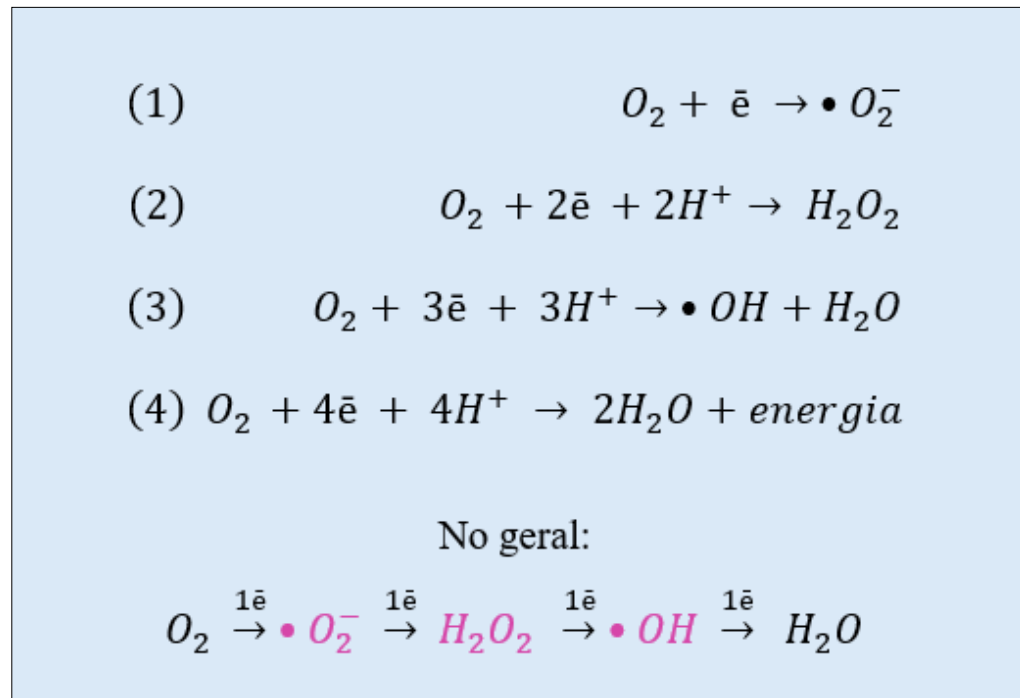 (1) O₂ + ē → • O₂⁻
(2) O₂ + 2ē + 2H⁺ → H₂O₂
(3) O₂ + 3ē + 3H⁺ → • OH + H₂O
(4) O₂ + 4ē + 4H⁺ → 2H₂O + energia
No geral:
O₂ →(1ē) • O₂⁻ →(1ē) H₂O₂ →(1ē) • OH →(1ē) H₂O